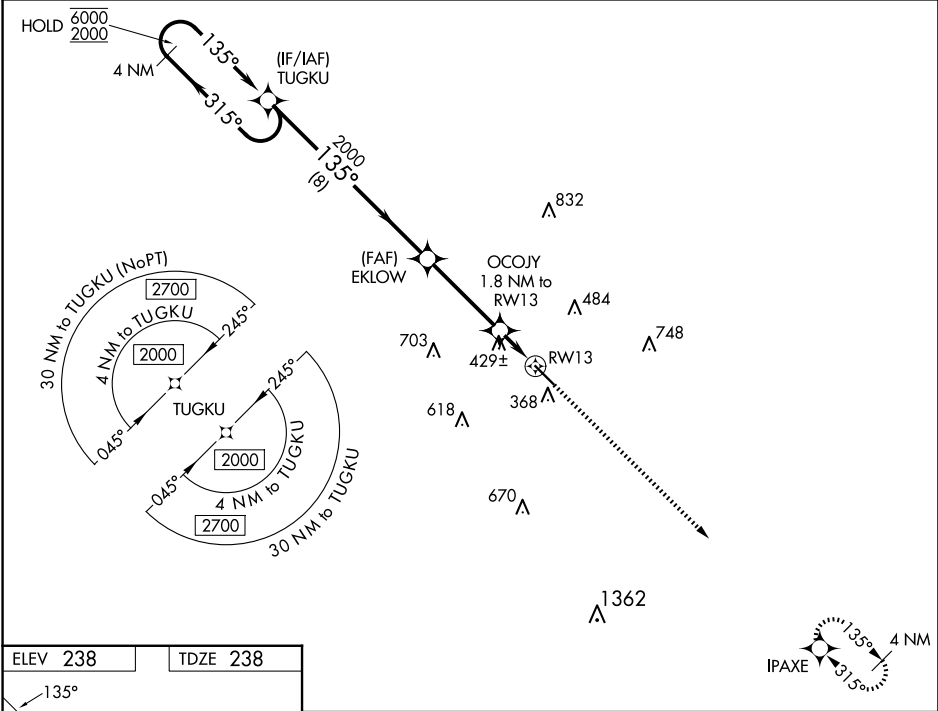 HOLD 6000
2000
4 NM
135°
315°
(IF/IAF)
TUGKU
2000
135°
(8)
832
(FAF)
EKLOW
OCOJY
1.8 NM to
RW13
484
748
703
429±
RW13
368
618
670
1362
30 NM to TUGKU (NoPT)
2700
4 NM to TUGKU
2000
245°
045°
TUGKU
245°
045°
2000
4 NM to TUGKU
2700
30 NM to TUGKU
IPAXE
135°
315°
4 NM
ELEV 238
TDZE 238
135°